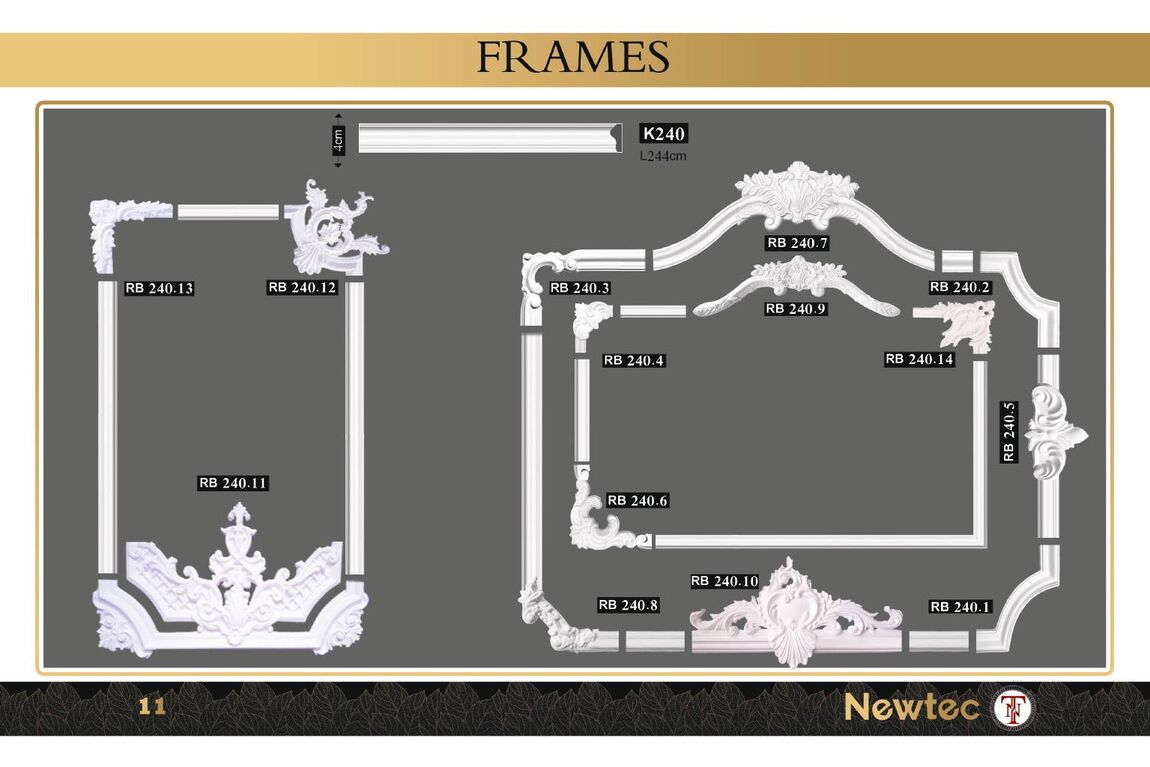 FRAMES
4cm
K240
L244cm
RB 240.7
RB 240.13
RB 240.12
RB 240.3
RB 240.9
RB 240.2
RB 240.4
RB 240.14
RB 240.5
RB 240.11
RB 240.6
RB 240.10
RB 240.8
RB 240.1
11
Newtec
TN